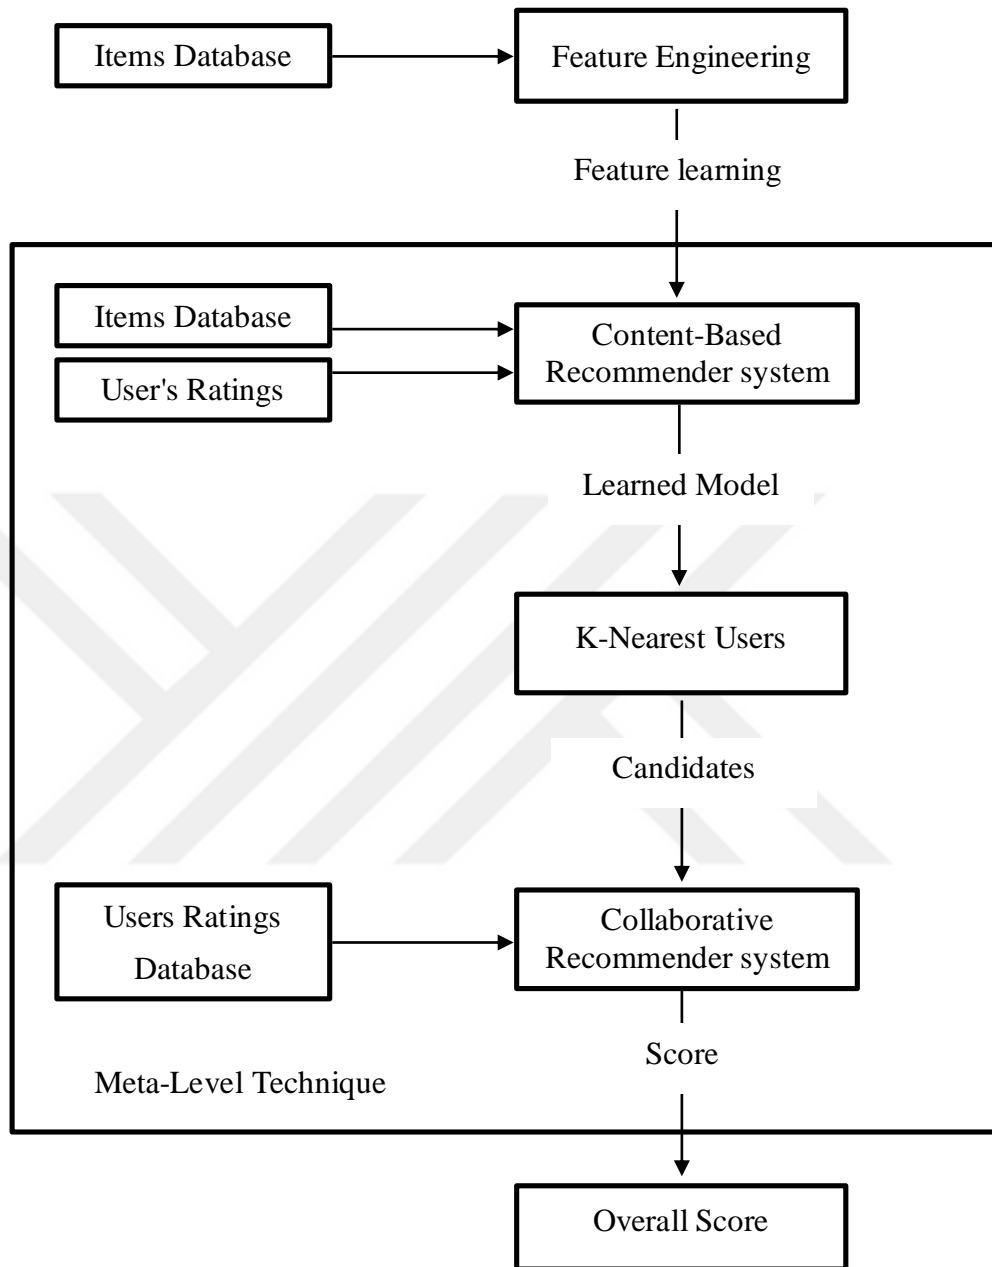 Items Database
Feature Engineering
Feature learning
Items Database
User's Ratings
Content-Based
Recommender system
Learned Model
K-Nearest Users
Candidates
Users Ratings
Database
Collaborative
Recommender system
Score
Meta-Level Technique
Overall Score